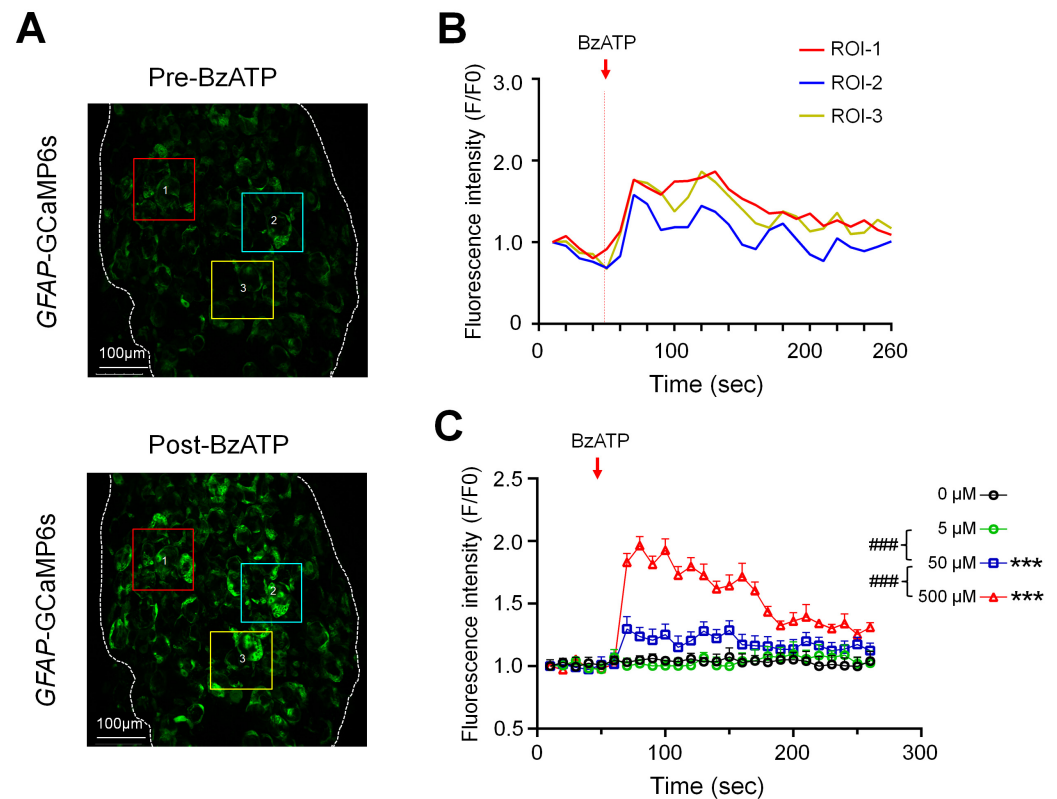 A
Pre-BzATP
GFAP-GCaMP6s
1
2
3
100µm
Post-BzATP
GFAP-GCaMP6s
1
2
3
100µm
B
BzATP
ROI-1
ROI-2
ROI-3
Fluorescence intensity (F/F0)
3.0
2.0
1.0
0
0 100 200 260
Time (sec)
C
BzATP
Fluorescence intensity (F/F0)
2.5
2.0
1.5
1.0
0.5
0 100 200 300
Time (sec)
0 µM
5 µM
### 50 µM ***
### 500 µM ***